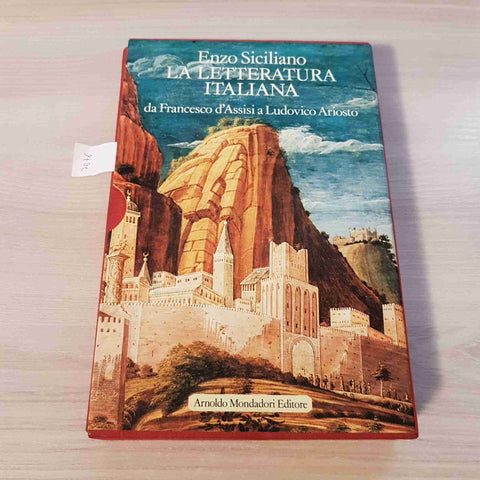 Enzo Siciliano
LA LETTERATURA
ITALIANA
da Francesco d'Assisi a Ludovico Ariosto
Arnoldo Mondadori Editore